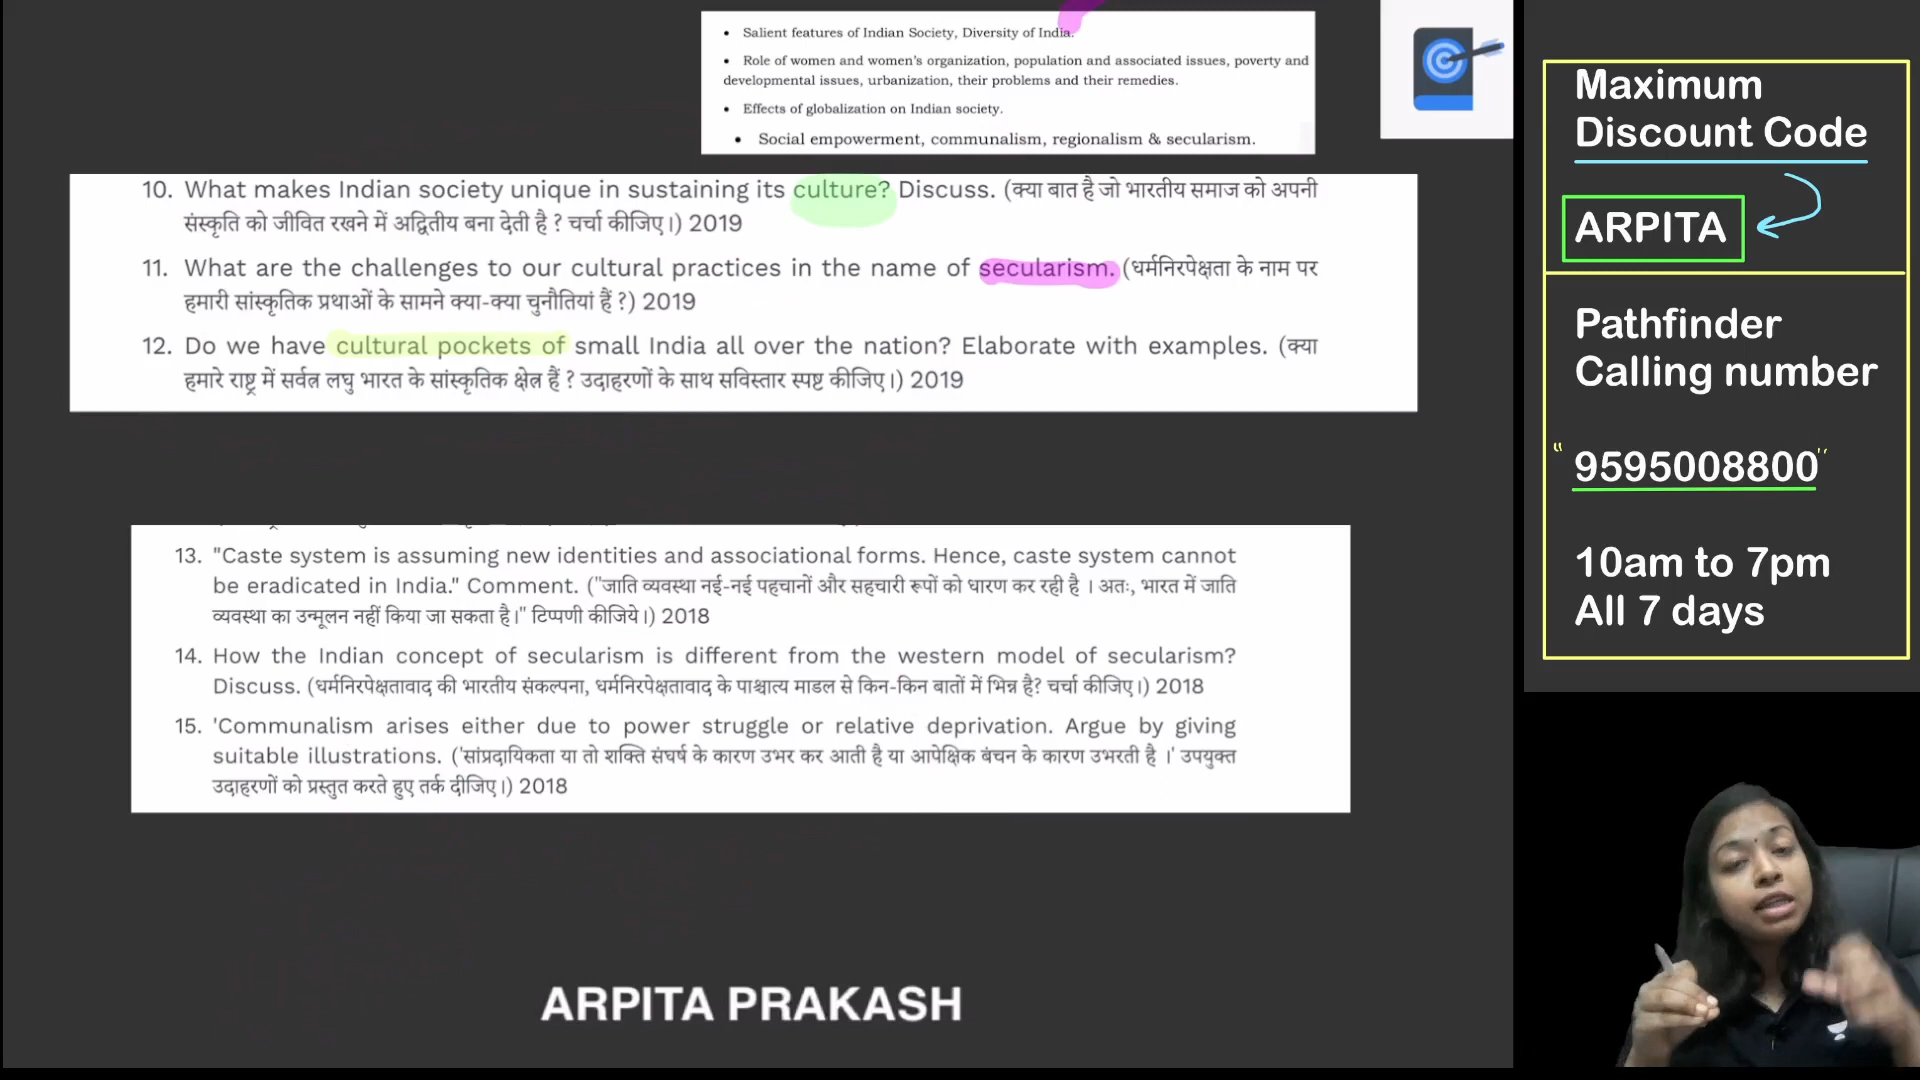 • Salient features of Indian Society, Diversity of India.
• Role of women and women's organization, population and associated issues, poverty and
developmental issues, urbanization, their problems and their remedies.
• Effects of globalization on Indian society.
• Social empowerment, communalism, regionalism & secularism.
10. What makes Indian society unique in sustaining its culture? Discuss. (क्या बात है जो भारतीय समाज को अपनी
संस्कृति को जीवित रखने में अद्वितीय बना देती है ? चर्चा कीजिए।) 2019
11. What are the challenges to our cultural practices in the name of secularism. (धर्मनिरपेक्षता के नाम पर
हमारी सांस्कृतिक प्रथाओं के सामने क्या-क्या चुनौतियां हैं ?) 2019
12. Do we have cultural pockets of small India all over the nation? Elaborate with examples. (क्या
हमारे राष्ट्र में सर्वत्र लघु भारत के सांस्कृतिक क्षेत्र हैं ? उदाहरणों के साथ सविस्तार स्पष्ट कीजिए।) 2019
13. "Caste system is assuming new identities and associational forms. Hence, caste system cannot
be eradicated in India." Comment. ("जाति व्यवस्था नई-नई पहचानों और सहचारी रूपों को धारण कर रही है । अतः, भारत में जाति
व्यवस्था का उन्मूलन नहीं किया जा सकता है।" टिप्पणी कीजिये।) 2018
14. How the Indian concept of secularism is different from the western model of secularism?
Discuss. (धर्मनिरपेक्षतावाद की भारतीय संकल्पना, धर्मनिरपेक्षतावाद के पाश्चात्य माडल से किन-किन बातों में भिन्न है? चर्चा कीजिए।) 2018
15. 'Communalism arises either due to power struggle or relative deprivation. Argue by giving
suitable illustrations. ('सांप्रदायिकता या तो शक्ति संघर्ष के कारण उभर कर आती है या आपेक्षिक बंचन के कारण उभरती है ।' उपयुक्त
उदाहरणों को प्रस्तुत करते हुए तर्क दीजिए।) 2018
ARPITA PRAKASH
Maximum
Discount Code
ARPITA
Pathfinder
Calling number
"9595008800"
10am to 7pm
All 7 days